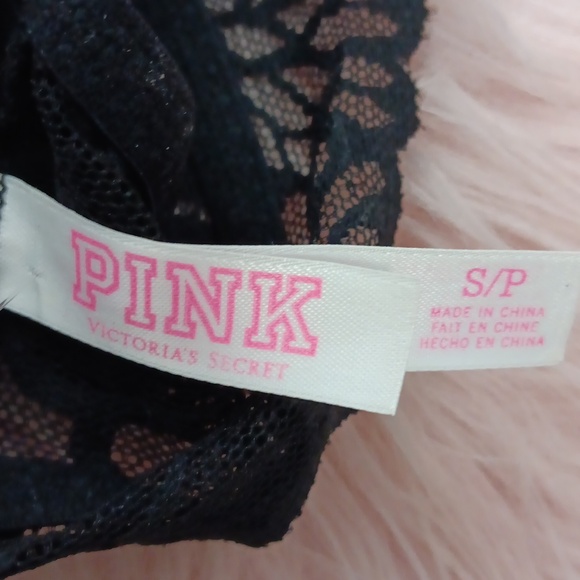 PINK
VICTORIA'S SECRET
S/P
MADE IN CHINA
FAIT EN CHINE
HECHO EN CHINA